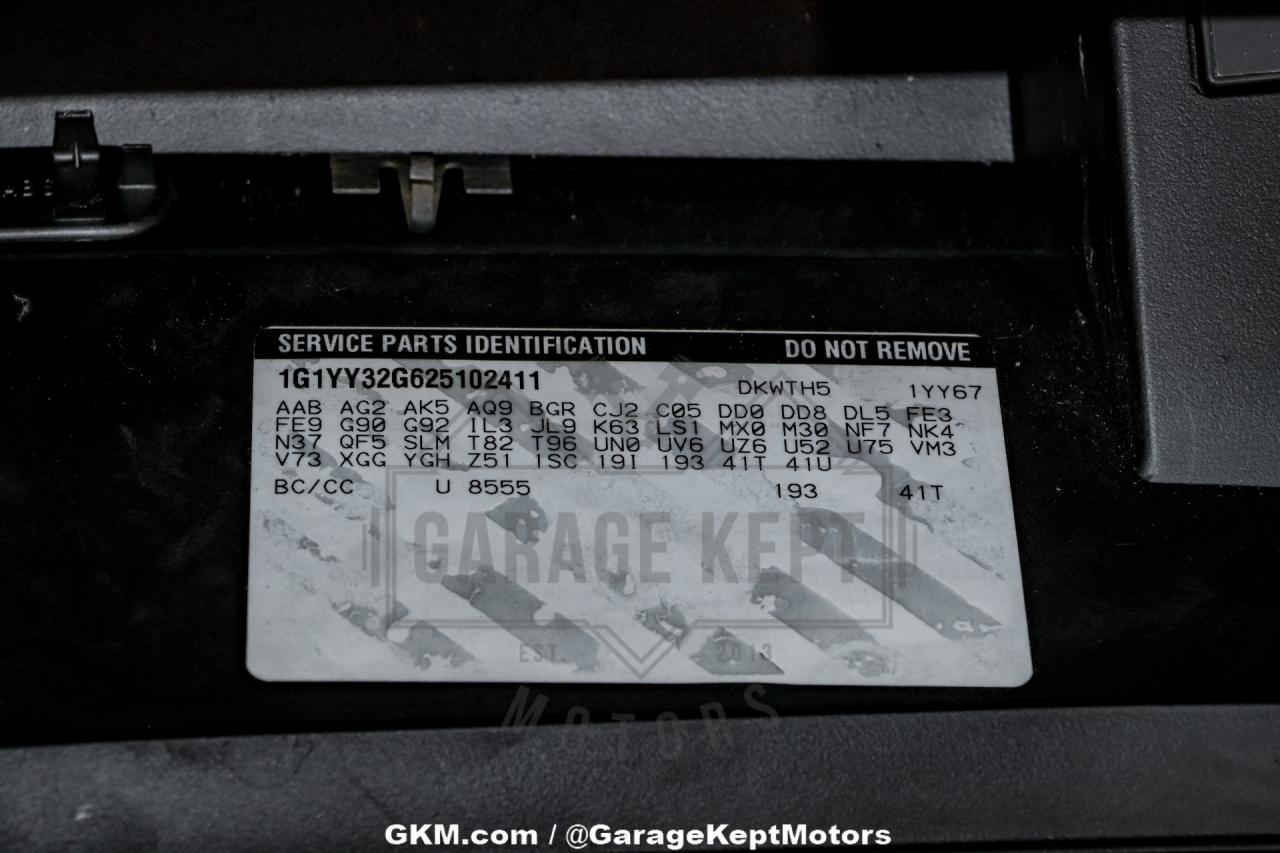 SERVICE PARTS IDENTIFICATION DO NOT REMOVE
1G1YY32G625102411 DKWTH5 1YY67
AAB AG2 AK5 AQ9 BGR CJ2 C05 DD0 DD8 DL5 FE3
FE9 G90 G92 IL3 JL9 K63 LS1 MX0 M30 NF7 NK4
N37 QF5 SLM T82 T96 UN0 UV6 UZ6 U52 U75 VM3
V73 XGG YGH Z51 1SC 19I 193 41T 41U
BC/CC U 8555 193 41T
GARAGE KEPT
EST. 2013
MOTORS
GKM.com / @GarageKeptMotors